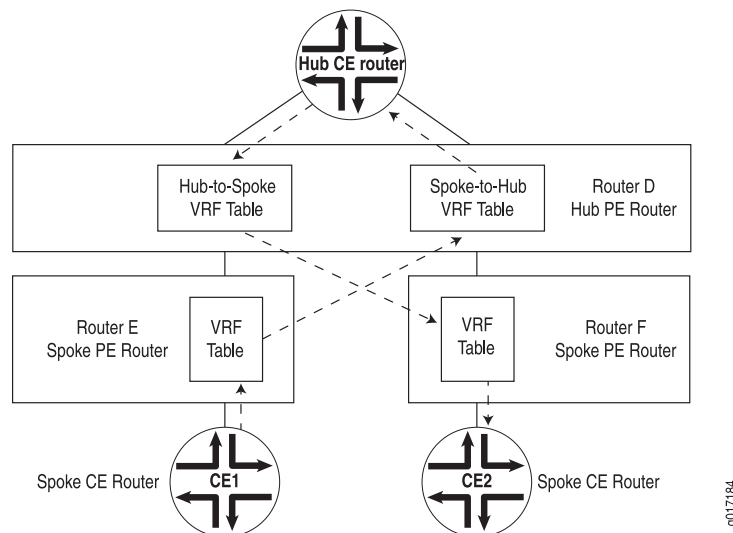 Hub CE router
Hub-to-Spoke
VRF Table
Spoke-to-Hub
VRF Table
Router D
Hub PE Router
Router E
Spoke PE Router
VRF
Table
VRF
Table
Router F
Spoke PE Router
Spoke CE Router
CE1
CE2
Spoke CE Router
g017184